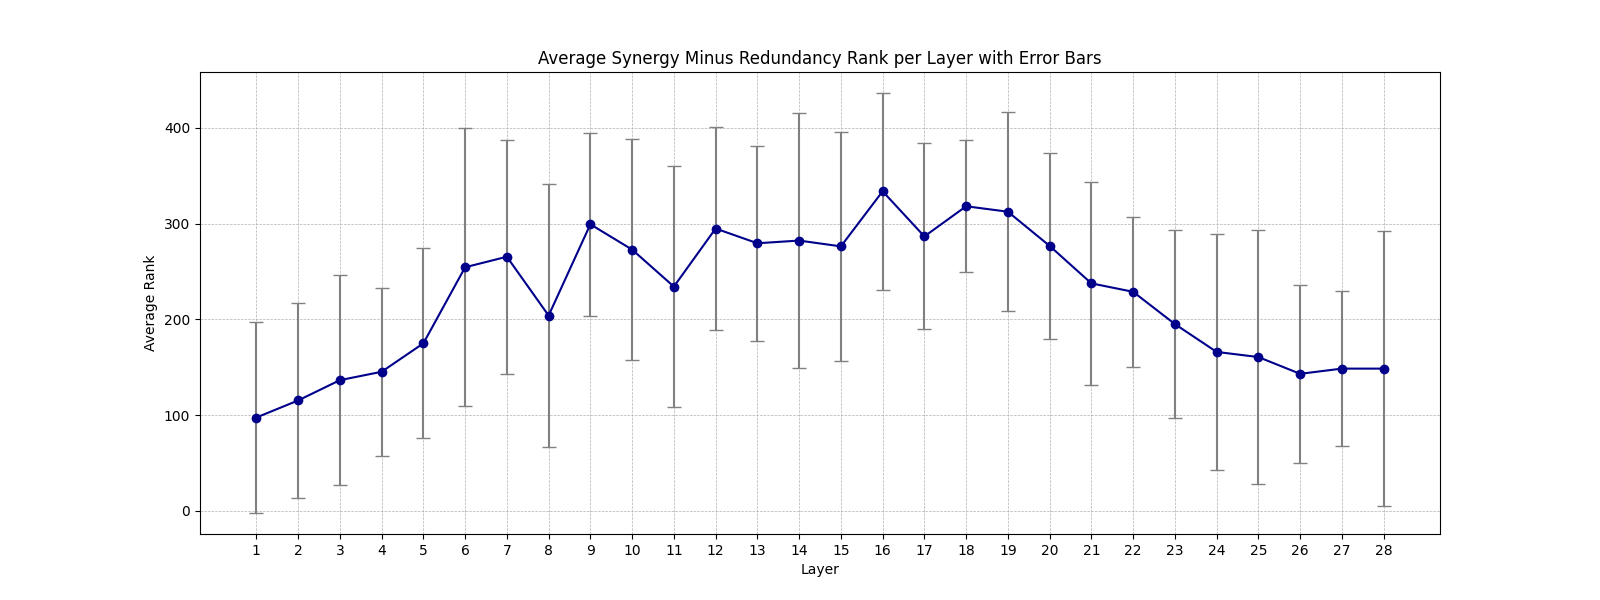 Average Synergy Minus Redundancy Rank per Layer with Error Bars
Average Rank
400
300
200
100
0
1 2 3 4 5 6 7 8 9 10 11 12 13 14 15 16 17 18 19 20 21 22 23 24 25 26 27 28
Layer